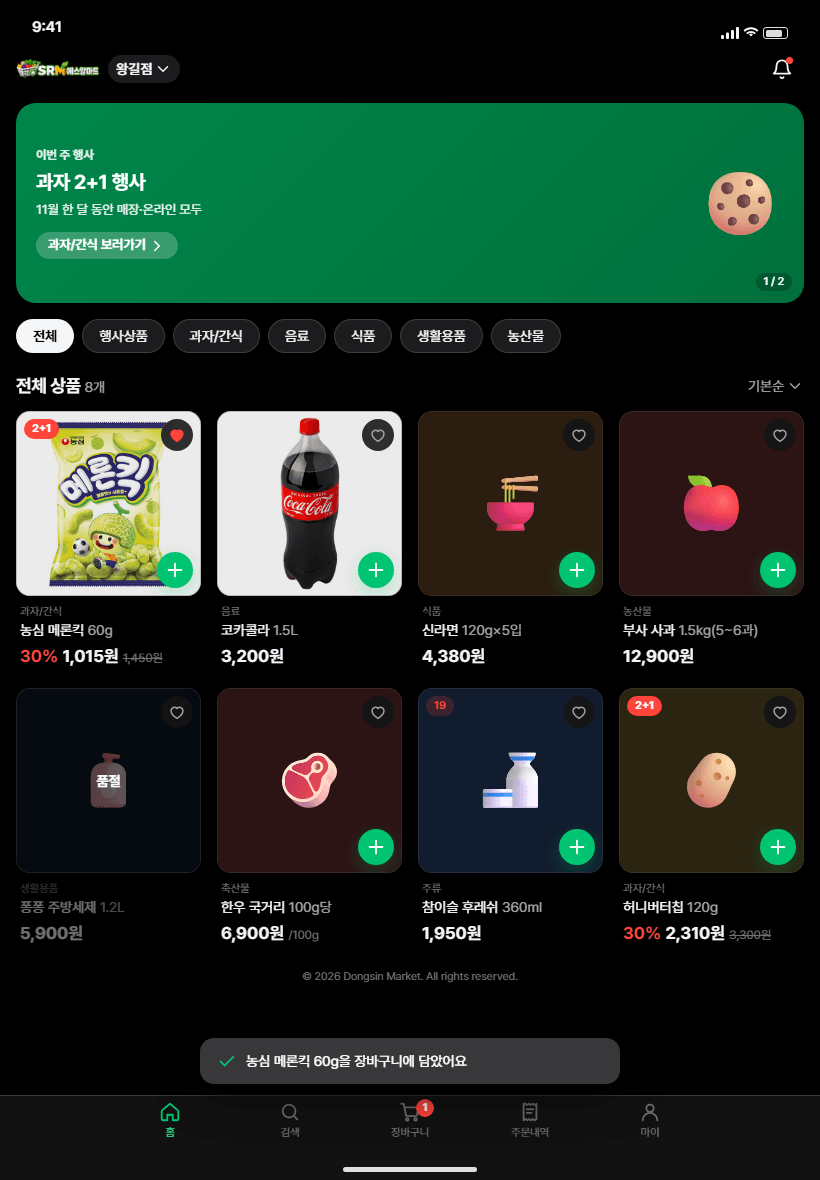 9:41
SRM 에스알마트
왕길점
이번 주 행사
과자 2+1 행사
11월 한 달 동안 매장·온라인 모두
과자/간식 보러가기
1 / 2
전체
행사상품
과자/간식
음료
식품
생활용품
농산물
전체 상품 8개
기본순
2+1
농심
메론킥
ORIGINAL TASTE
Coca-Cola
과자/간식
농심 메론킥 60g
30% 1,015원 1,450원
음료
코카콜라 1.5L
3,200원
식품
신라면 120g×5입
4,380원
농산물
부사 사과 1.5kg(5~6과)
12,900원
품절
19
2+1
생활용품
퐁퐁 주방세제 1.2L
5,900원
축산물
한우 국거리 100g당
6,900원 /100g
주류
참이슬 후레쉬 360ml
1,950원
과자/간식
허니버터칩 120g
30% 2,310원 3,300원
© 2026 Dongsin Market. All rights reserved.
농심 메론킥 60g을 장바구니에 담았어요
홈
검색
장바구니
1
주문내역
마이